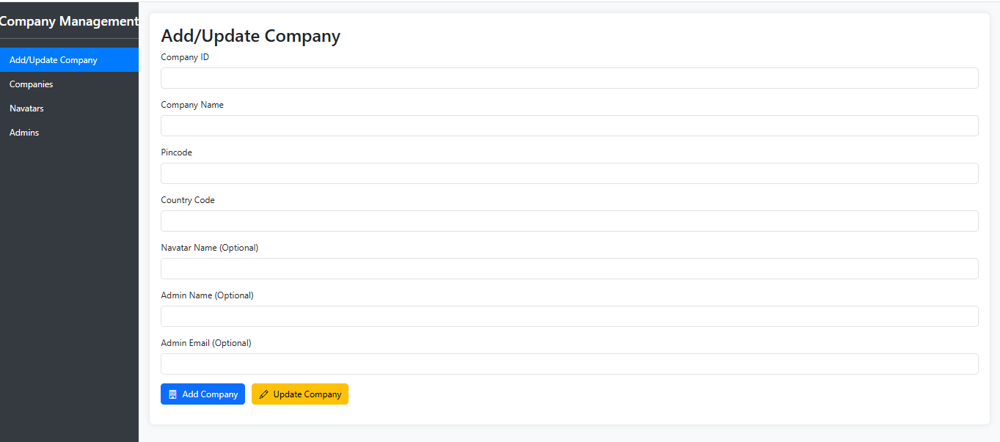 Company Management
Add/Update Company
Companies
Navatars
Admins
Add/Update Company
Company ID
Company Name
Pincode
Country Code
Navatar Name (Optional)
Admin Name (Optional)
Admin Email (Optional)
Add Company
Update Company